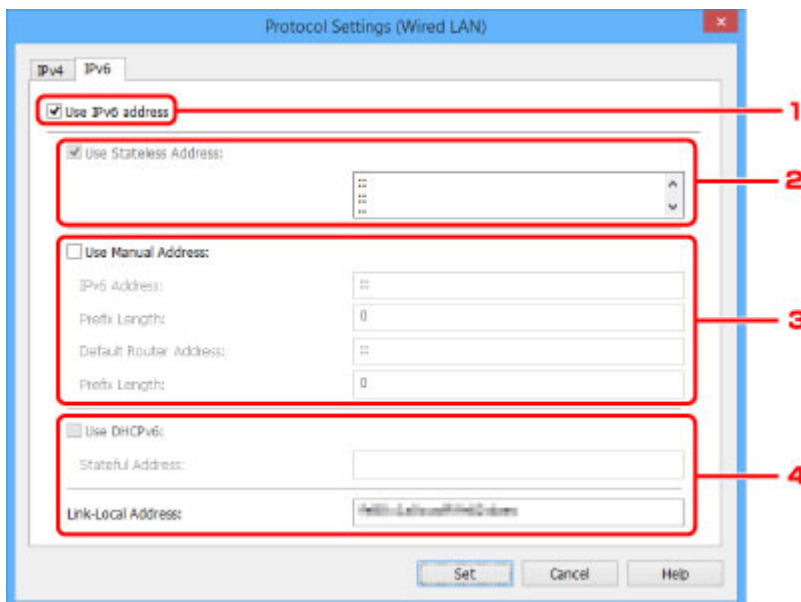 Protocol Settings (Wired LAN)
IPv4 IPv6
Use IPv6 address 1
Use Stateless Address:
::
:: 2
::
Use Manual Address:
IPv6 Address: ::
Prefix Length: 0 3
Default Router Address: ::
Prefix Length: 0
Use DHCPv6:
Stateful Address: 4
Link-Local Address:
Set Cancel Help